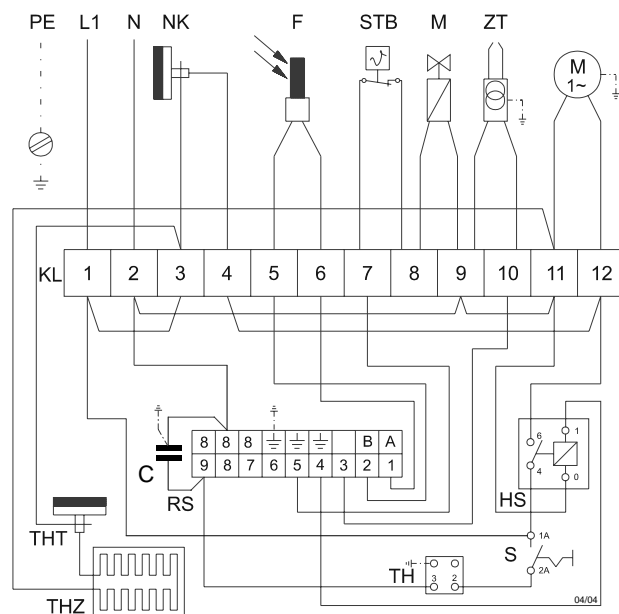 PE L1 N NK F STB M ZT
M
1~
KL 1 2 3 4 5 6 7 8 9 10 11 12
8 8 8 B A
9 8 7 6 5 4 3 2 1
C
RS
6 1
4 0
HS
THT
THZ
TH
3 2
S
1A
2A
04/04